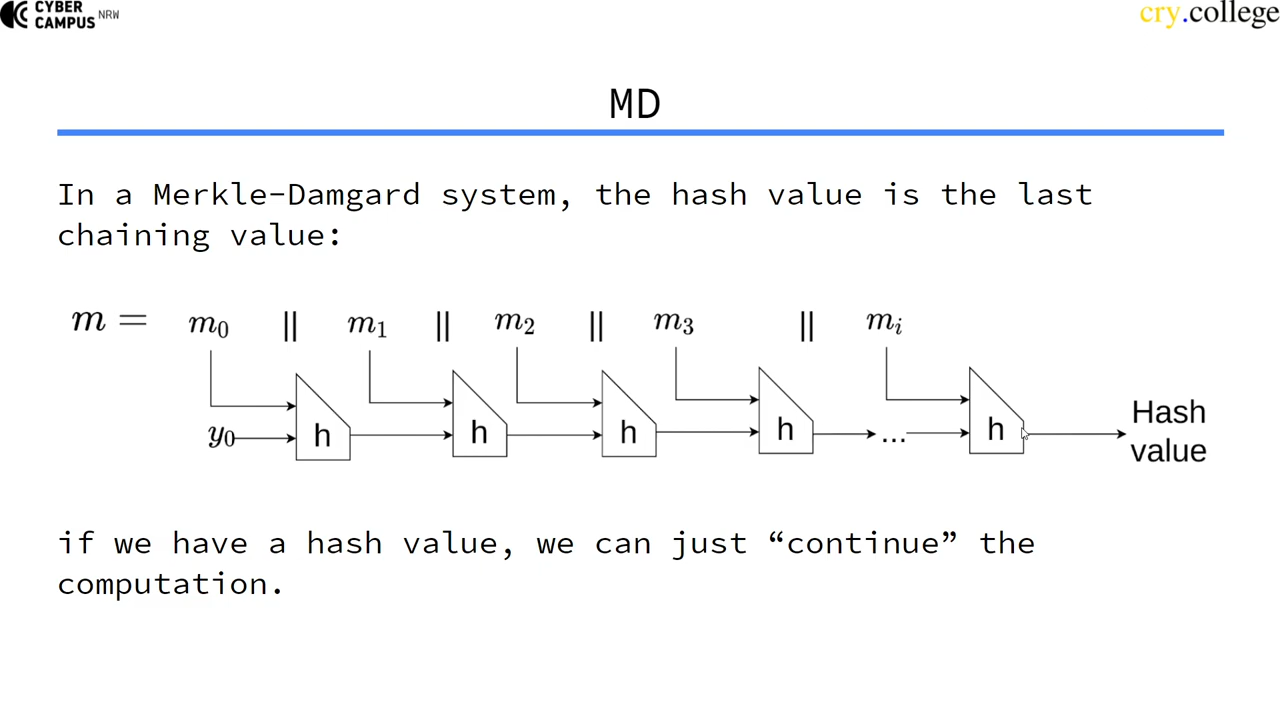 CYBER CAMPUS NRW
cry.college
MD
In a Merkle–Damgard system, the hash value is the last
chaining value:
m = m₀ || m₁ || m₂ || m₃ || mᵢ
y₀ h h h h ... h
Hash
value
if we have a hash value, we can just “continue” the
computation.